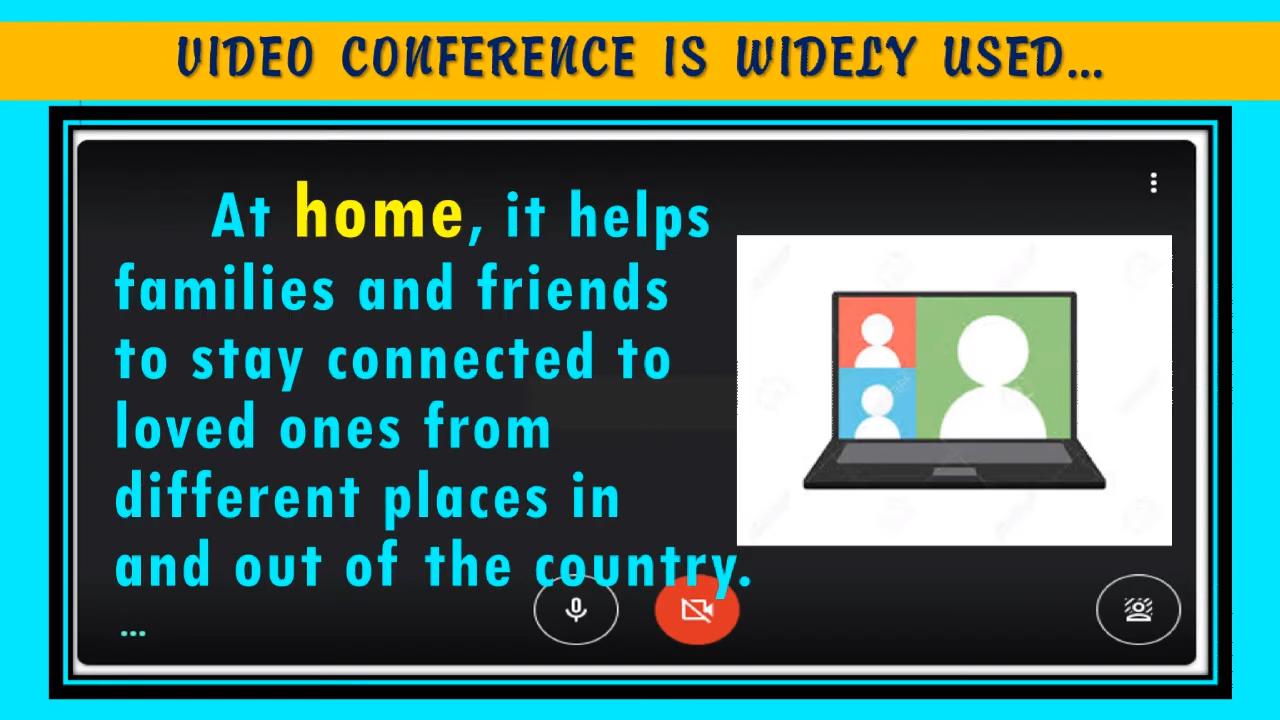 VIDEO CONFERENCE IS WIDELY USED...
At home, it helps
families and friends
to stay connected to
loved ones from
different places in
and out of the country.
...